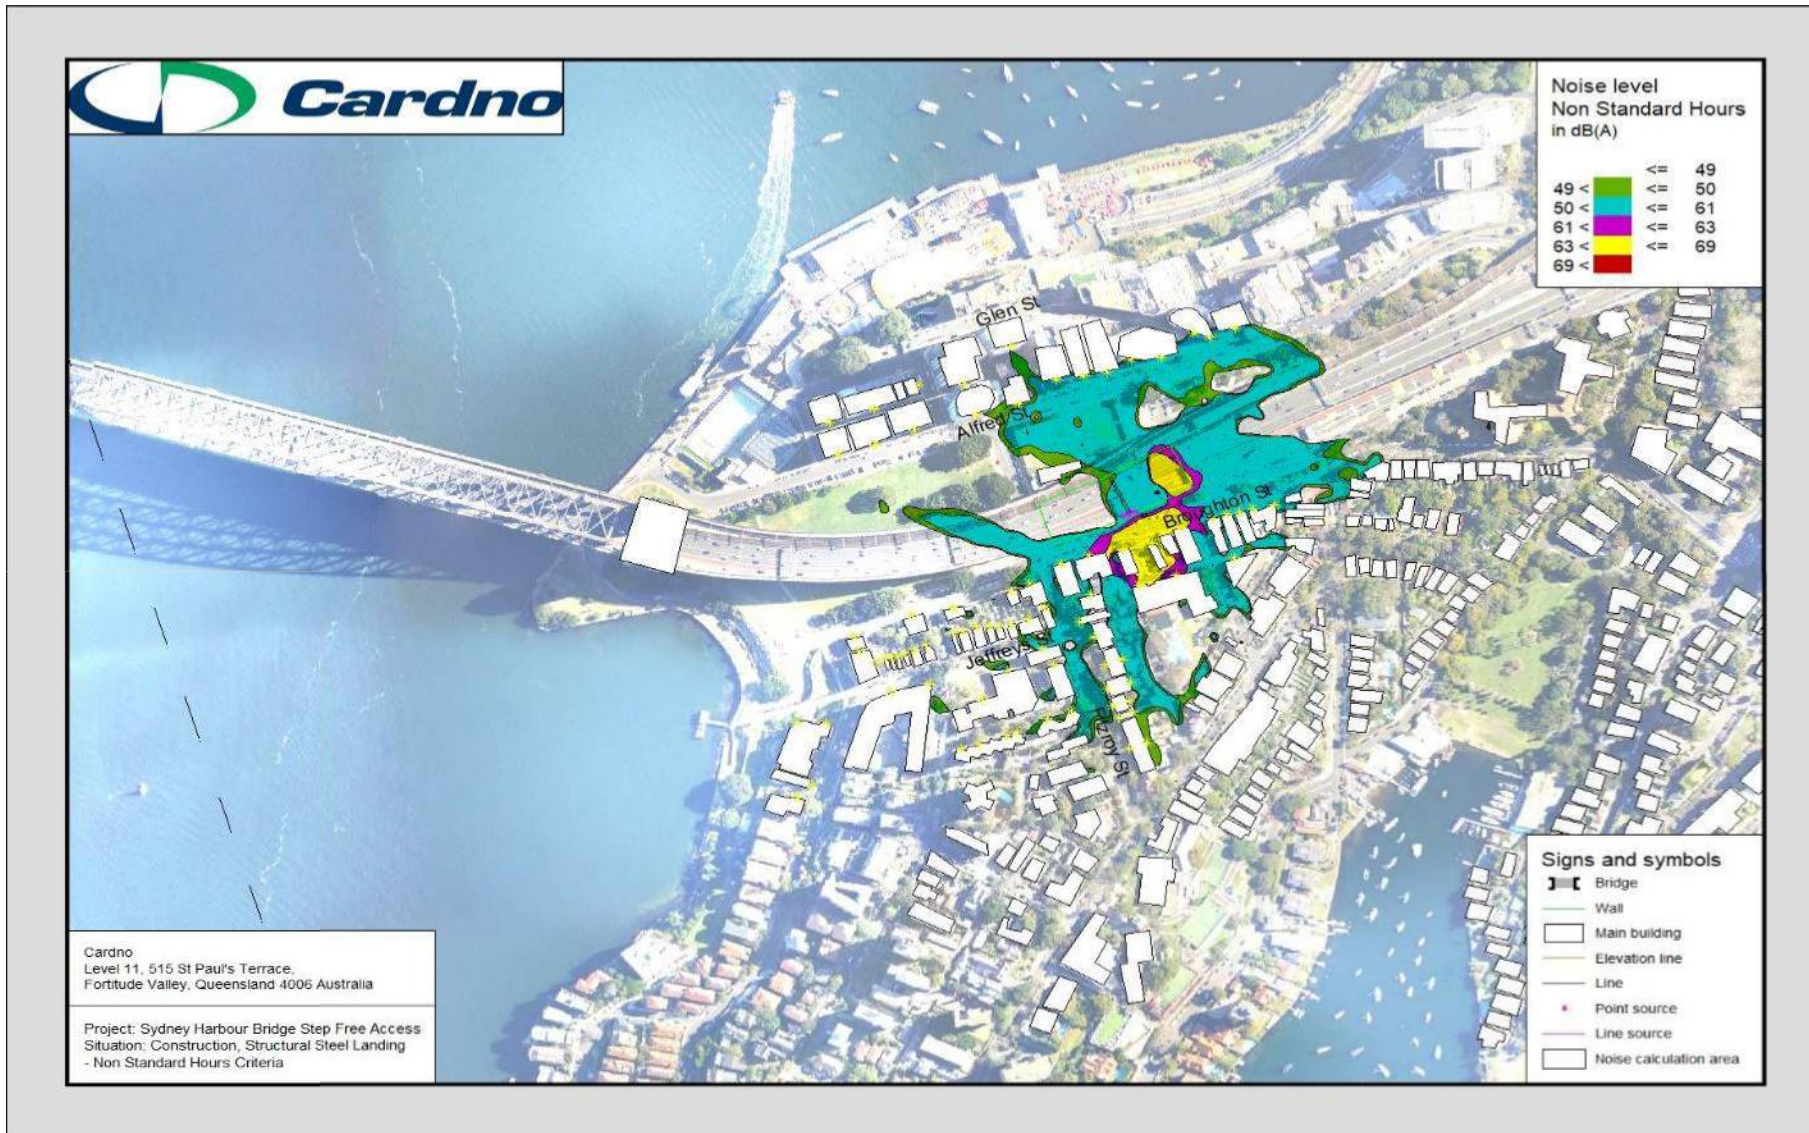 Cardno
Noise level
Non Standard Hours
in dB(A)
<= 49
49 < <= 50
50 < <= 61
61 < <= 63
63 < <= 69
69 <
Glen St
Alfred St
Broughton St
Jeffreys
Fitzroy St
Signs and symbols
Bridge
Wall
Main building
Elevation line
Line
Point source
Line source
Noise calculation area
Cardno
Level 11, 515 St Paul's Terrace,
Fortitude Valley, Queensland 4006 Australia
Project: Sydney Harbour Bridge Step Free Access
Situation: Construction, Structural Steel Landing
- Non Standard Hours Criteria